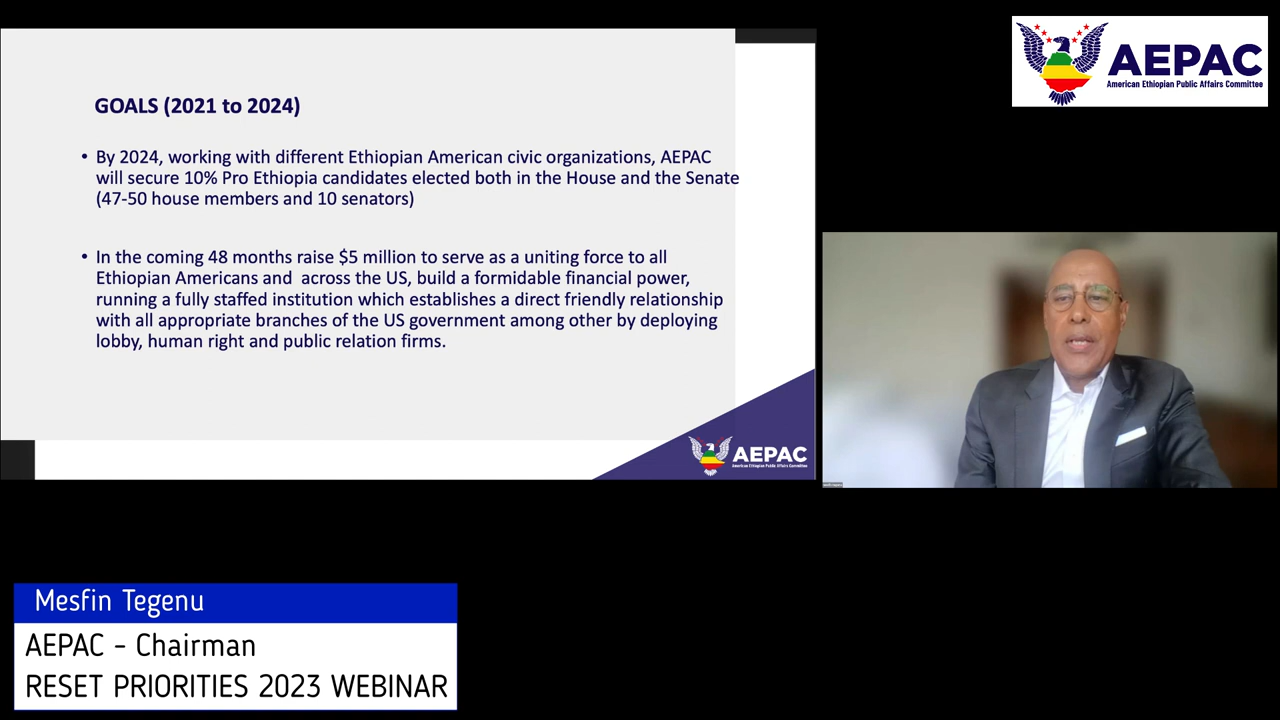 AEPAC
American Ethiopian Public Affairs Committee
GOALS (2021 to 2024)
• By 2024, working with different Ethiopian American civic organizations, AEPAC
will secure 10% Pro Ethiopia candidates elected both in the House and the Senate
(47-50 house members and 10 senators)
• In the coming 48 months raise $5 million to serve as a uniting force to all
Ethiopian Americans and  across the US, build a formidable financial power,
running a fully staffed institution which establishes a direct friendly relationship
with all appropriate branches of the US government among other by deploying
lobby, human right and public relation firms.
AEPAC
American Ethiopian Public Affairs Committee
Mesfin Tegenu
AEPAC - Chairman
RESET PRIORITIES 2023 WEBINAR